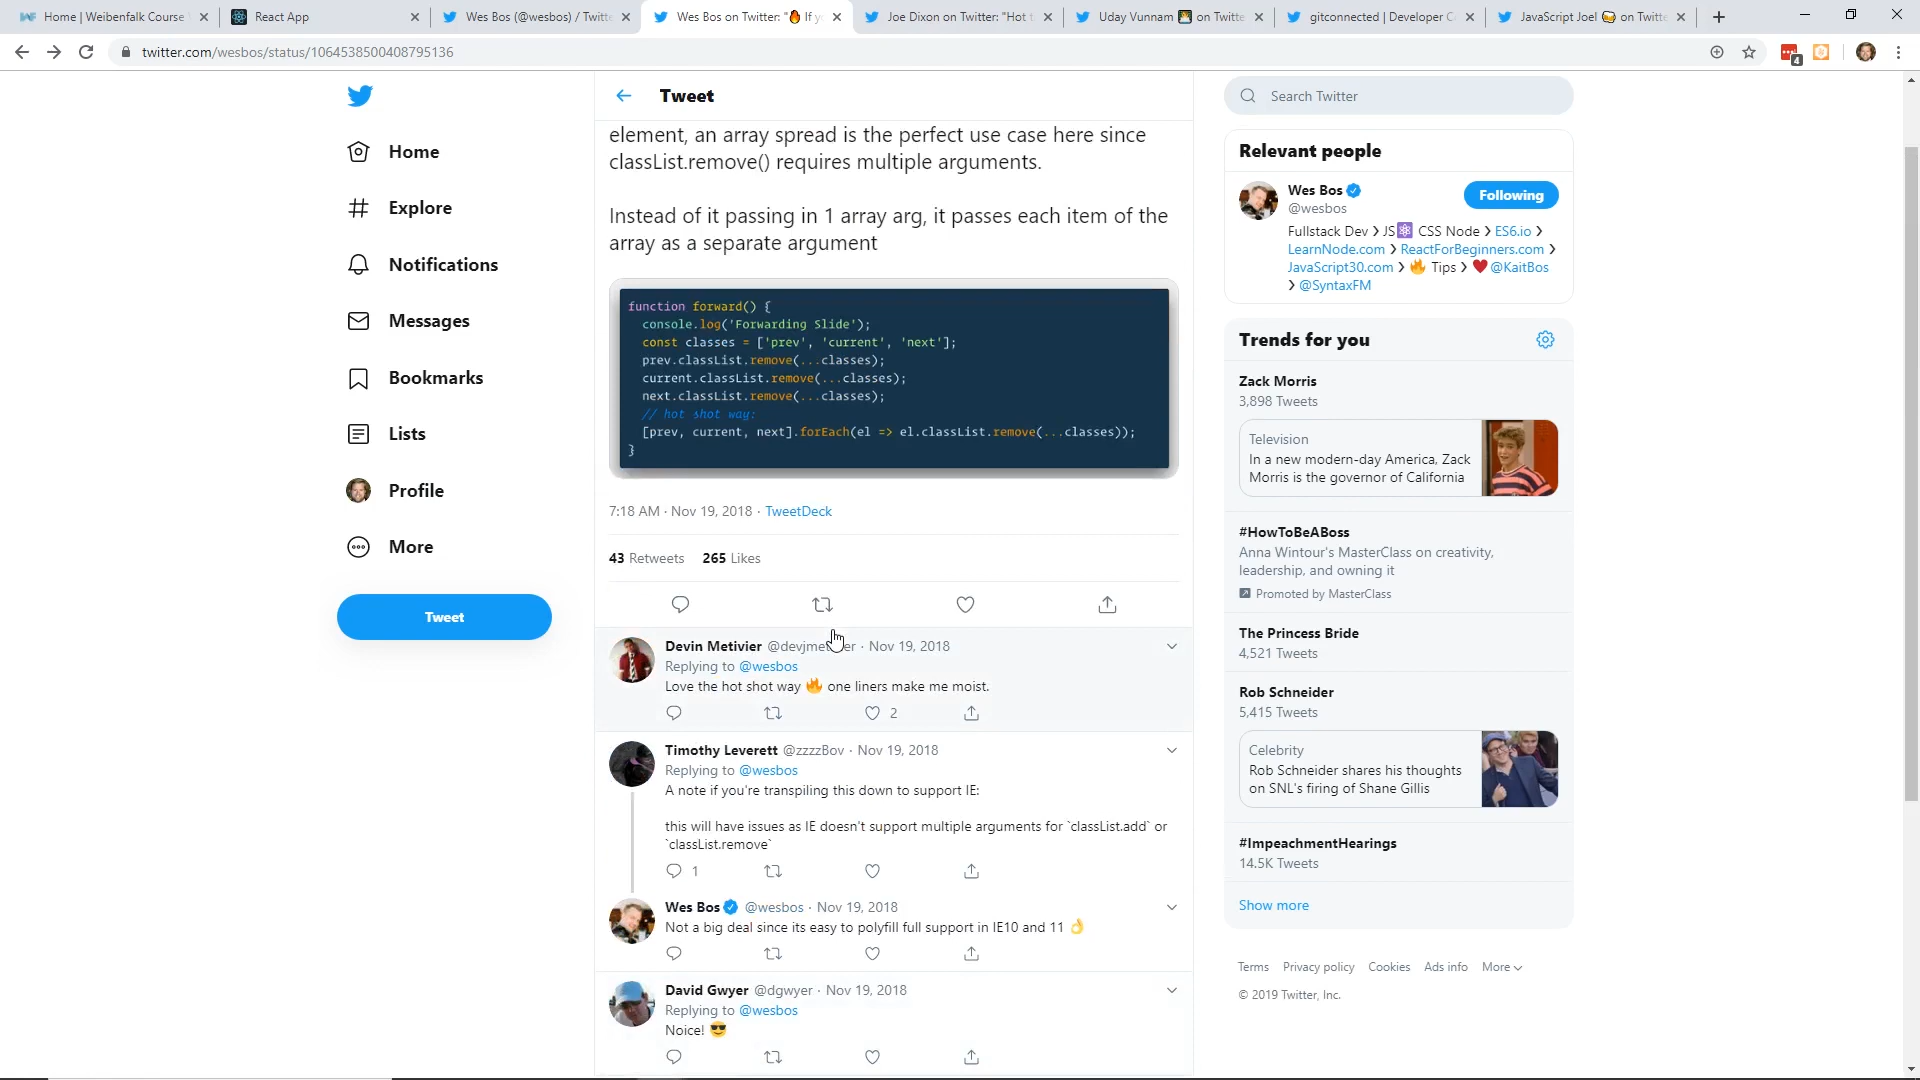 Home | Weibenfalk Course
React App
Wes Bos (@wesbos) / Twitte
Wes Bos on Twitter: "🔥 If y
Joe Dixon on Twitter: "Hot t
Uday Vunnam 👨‍💻 on Twitte
gitconnected | Developer C
JavaScript Joel 🍻 on Twitte
twitter.com/wesbos/status/1064538500408795136
4
Home
Explore
Notifications
Messages
Bookmarks
Lists
Profile
More
Tweet
Tweet
element, an array spread is the perfect use case here since
classList.remove() requires multiple arguments.
Instead of it passing in 1 array arg, it passes each item of the
array as a separate argument
function forward() {
console.log('Forwarding Slide');
const classes = ['prev', 'current', 'next'];
prev.classList.remove(...classes);
current.classList.remove(...classes);
next.classList.remove(...classes);
// hot shot way:
[prev, current, next].forEach(el => el.classList.remove(...classes));
}
7:18 AM · Nov 19, 2018 · TweetDeck
43 Retweets 265 Likes
Devin Metivier @devjme er · Nov 19, 2018
Replying to @wesbos
Love the hot shot way 🔥 one liners make me moist.
2
Timothy Leverett @zzzzBov · Nov 19, 2018
Replying to @wesbos
A note if you're transpiling this down to support IE:
this will have issues as IE doesn't support multiple arguments for `classList.add` or
`classList.remove`
1
Wes Bos @wesbos · Nov 19, 2018
Not a big deal since its easy to polyfill full support in IE10 and 11 👌
David Gwyer @dgwyer · Nov 19, 2018
Replying to @wesbos
Noice! 😎
Search Twitter
Relevant people
Wes Bos
@wesbos
Following
Fullstack Dev ❯ JS⚛ CSS Node ❯ ES6.io ❯
LearnNode.com ❯ ReactForBeginners.com ❯
JavaScript30.com ❯ 🔥 Tips ❯ ❤ @KaitBos
❯ @SyntaxFM
Trends for you
Zack Morris
3,898 Tweets
Television
In a new modern-day America, Zack
Morris is the governor of California
#HowToBeABoss
Anna Wintour's MasterClass on creativity,
leadership, and owning it
Promoted by MasterClass
The Princess Bride
4,521 Tweets
Rob Schneider
5,415 Tweets
Celebrity
Rob Schneider shares his thoughts
on SNL's firing of Shane Gillis
#ImpeachmentHearings
14.5K Tweets
Show more
Terms Privacy policy Cookies Ads info More
© 2019 Twitter, Inc.